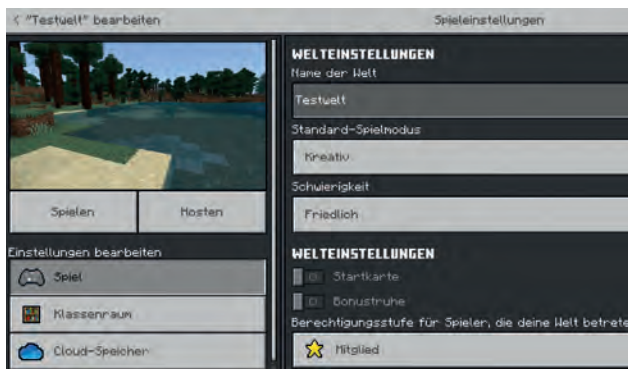 < "Testwelt" bearbeiten
Spieleinstellungen
Spielen
Hosten
Einstellungen bearbeiten
Spiel
Klassenraum
Cloud-Speicher
WELTEINSTELLUNGEN
Name der Welt
Testwelt
Standard-Spielmodus
Kreativ
Schwierigkeit
Friedlich
WELTEINSTELLUNGEN
Startkarte
Bonustruhe
Berechtigungsstufe für Spieler, die deine Welt betrete
Mitglied